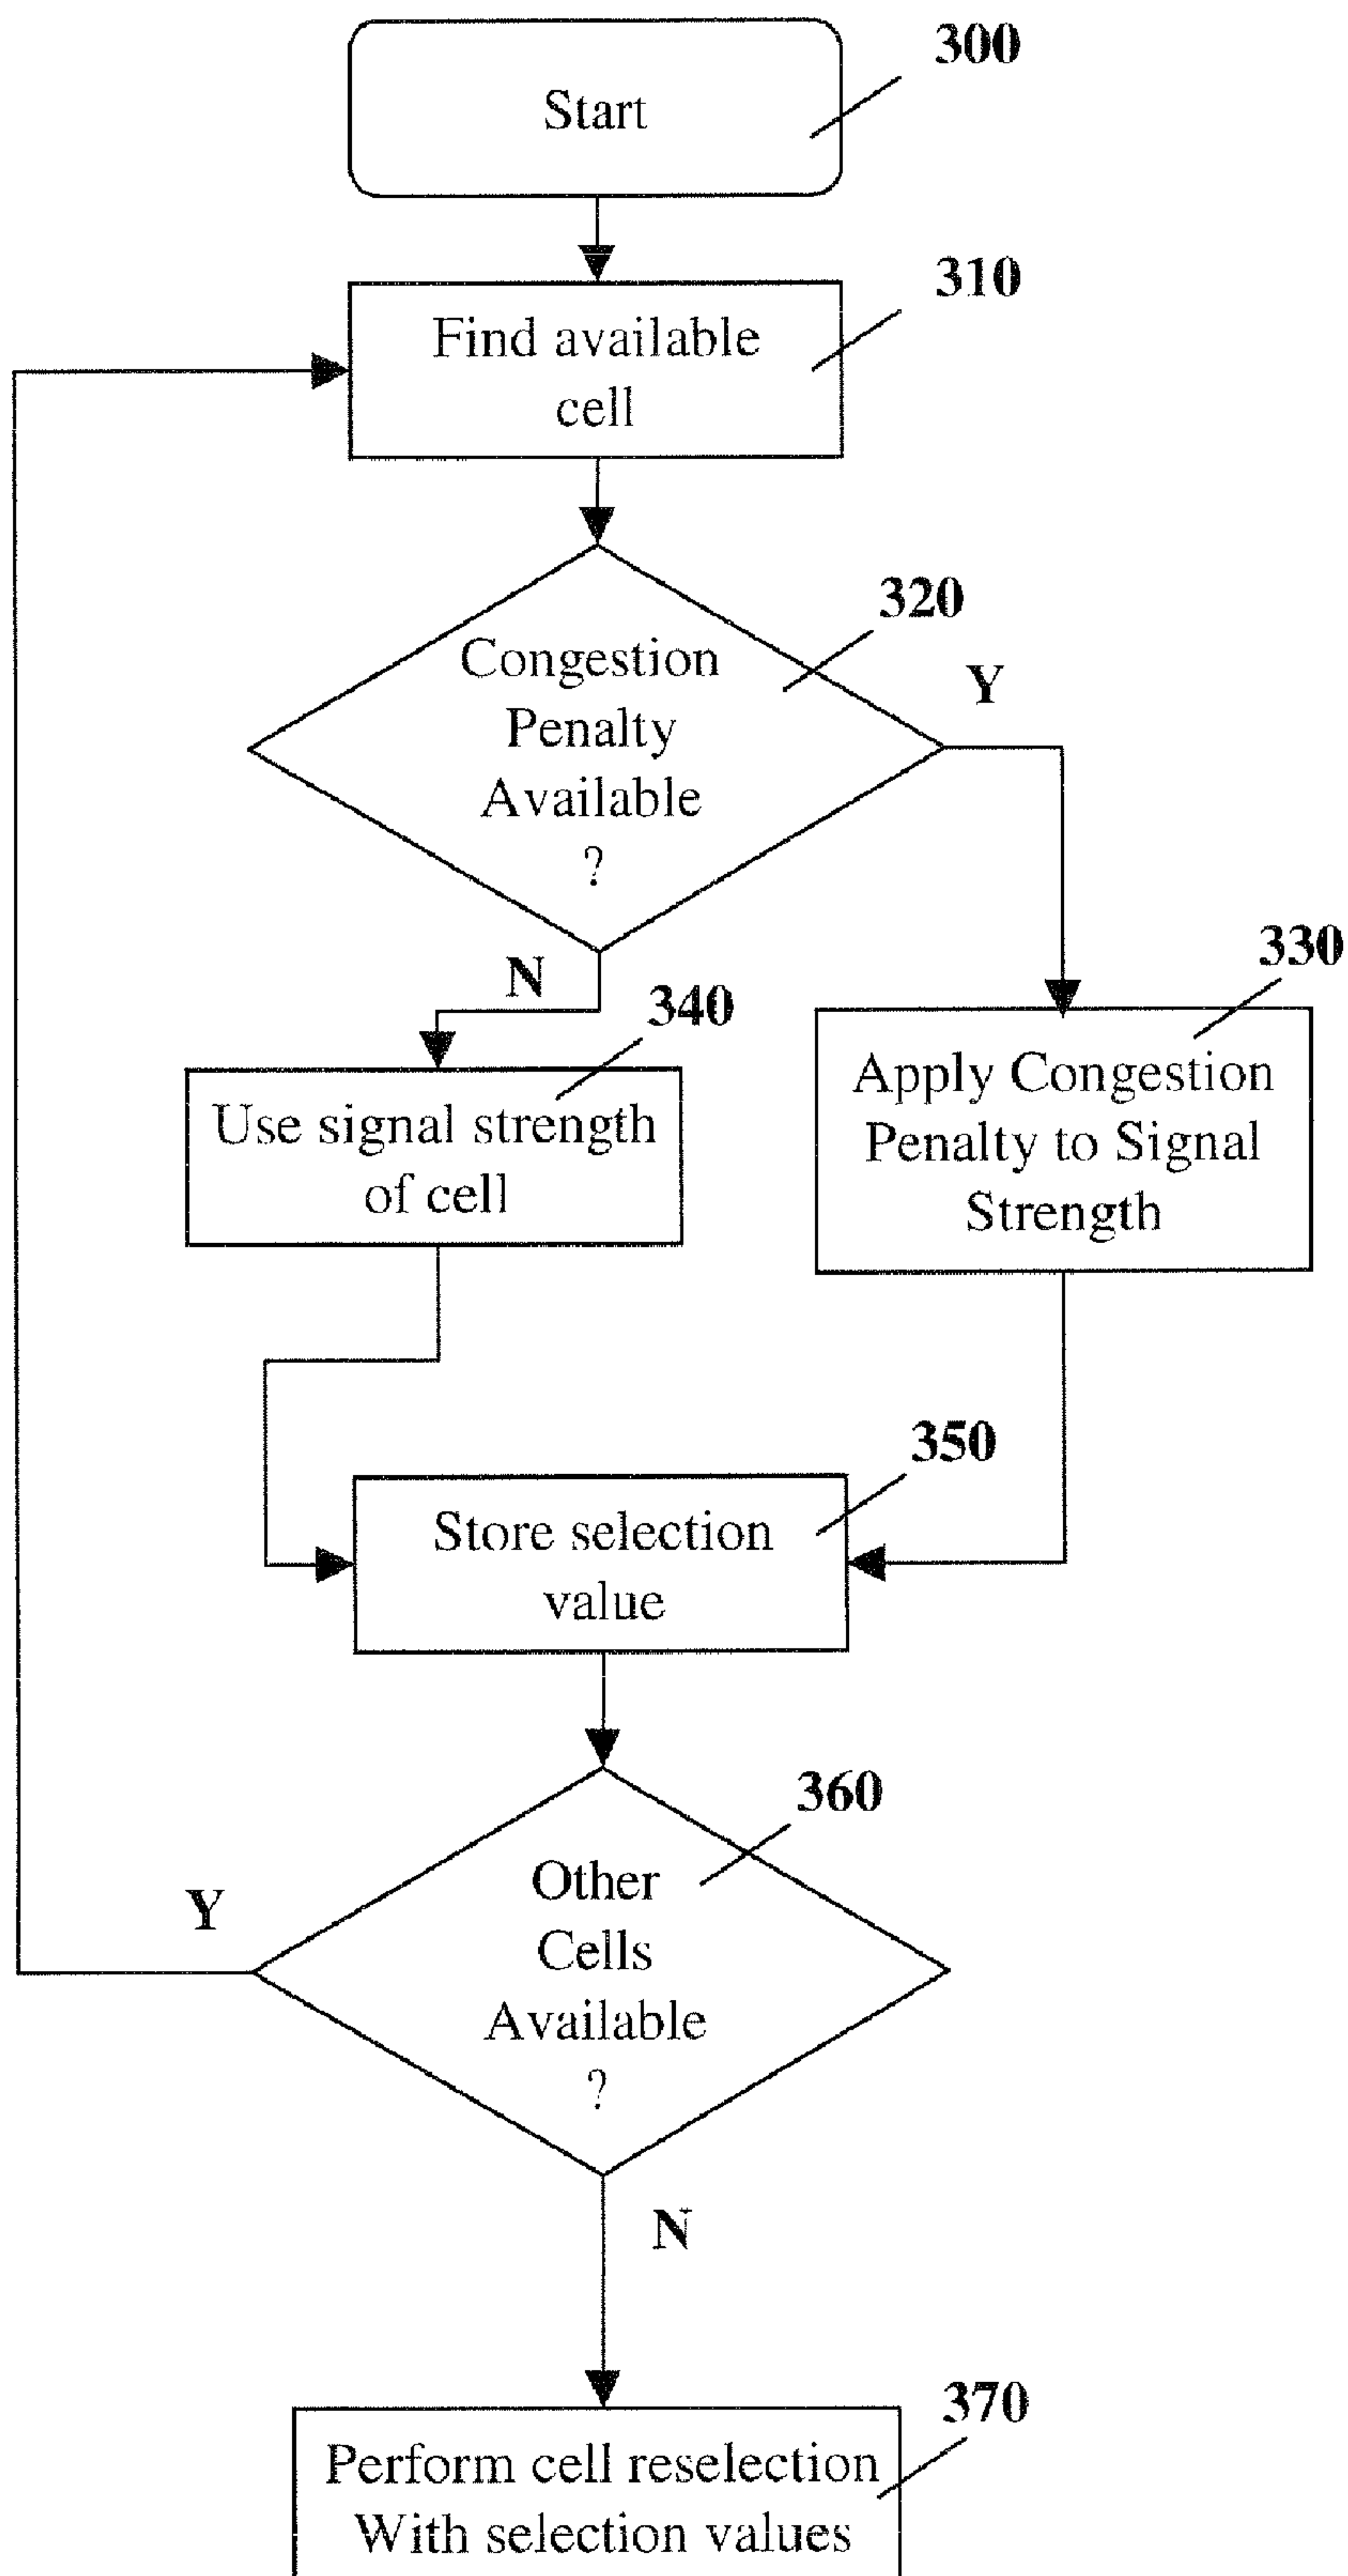 300
Start
310
Find available
cell
320
Congestion
Penalty
Available
?
Y
N
330
340
Apply Congestion
Penalty to Signal
Strength
Use signal strength
of cell
350
Store selection
value
360
Other
Cells
Available
?
Y
N
370
Perform cell reselection
With selection values